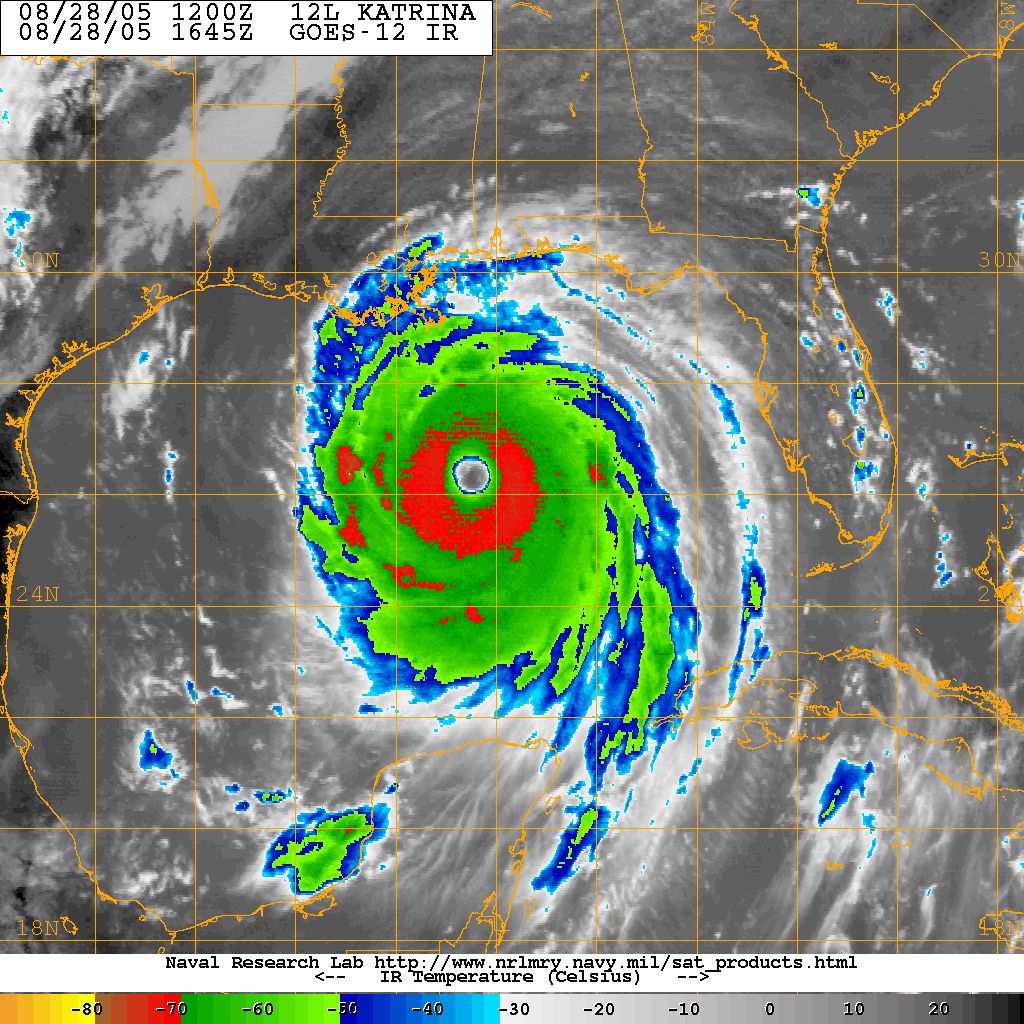 08/28/05 1200Z 12L KATRINA
08/28/05 1645Z GOES-12 IR
30N 30N
24N
18N
Naval Research Lab http://www.nrlmry.navy.mil/sat_products.html
<-- IR Temperature (Celsius) -->
-80 -70 -60 -50 -40 -30 -20 -10 0 10 20